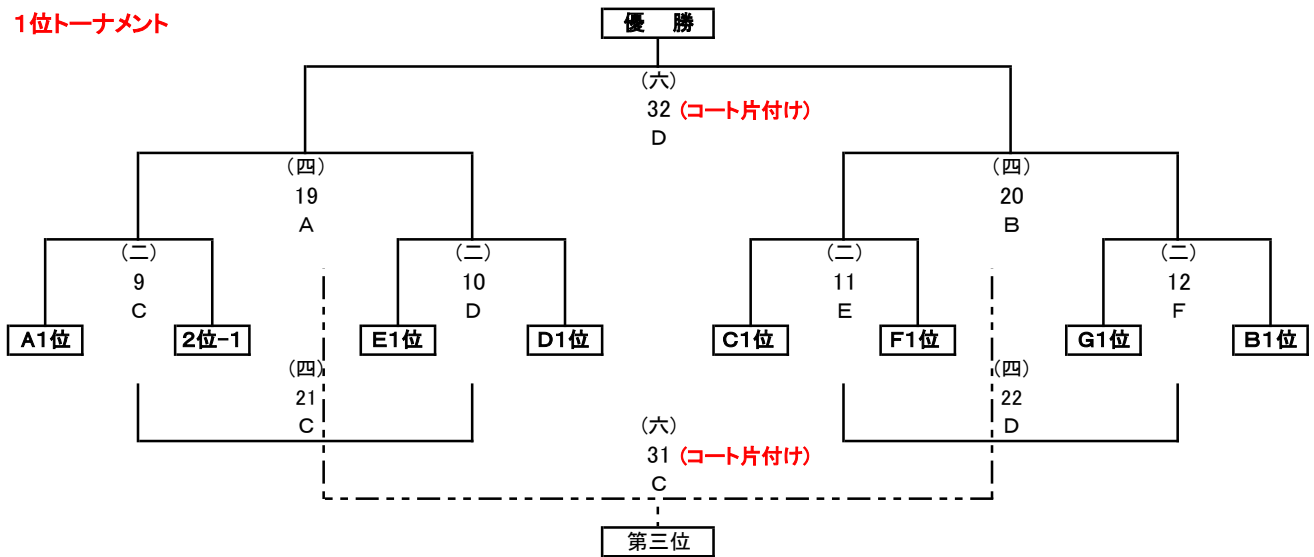 1位トーナメント
優　勝
(六)
32 (コート片付け)
D
(四)
19
A
(四)
20
B
(二)
9
C
(二)
10
D
(二)
11
E
(二)
12
F
A1位
2位-1
E1位
D1位
C1位
F1位
G1位
B1位
(四)
21
C
(四)
22
D
(六)
31 (コート片付け)
C
第三位